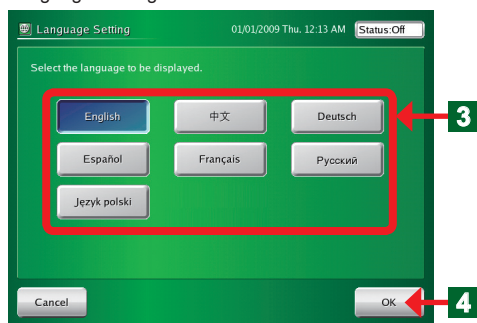 Language Setting 01/01/2009 Thu. 12:13 AM Status:Off
Select the language to be displayed.
English 中文 Deutsch
3
Español Français Русский
Język polski
Cancel OK
4